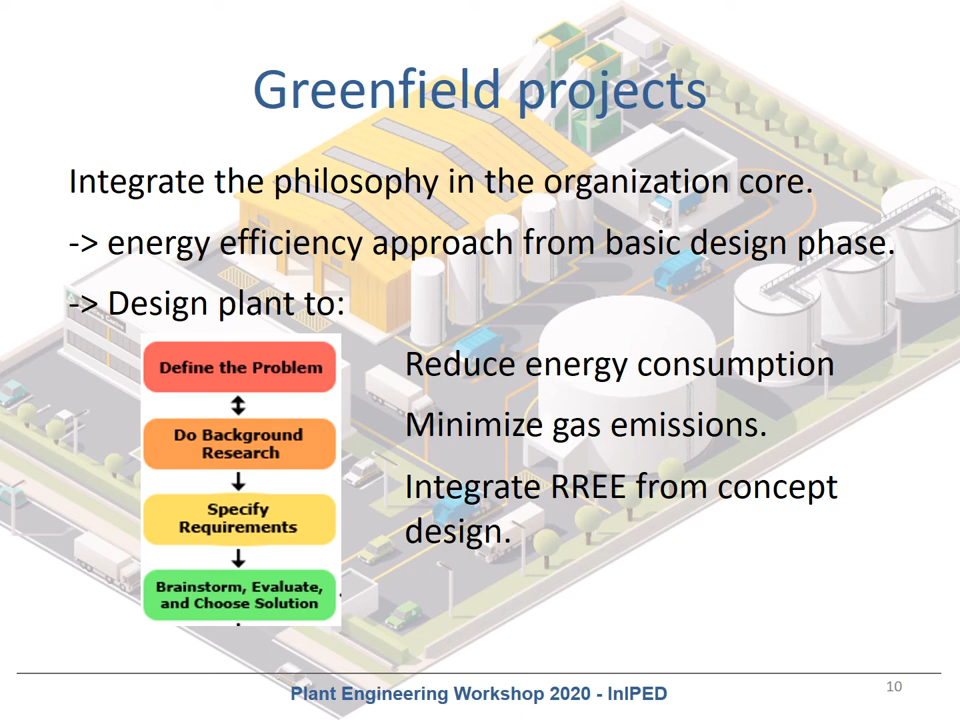 Greenfield projects
Integrate the philosophy in the organization core.
-> energy efficiency approach from basic design phase.
-> Design plant to:
Define the Problem
Do Background
Research
Specify
Requirements
Brainstorm, Evaluate,
and Choose Solution
Reduce energy consumption
Minimize gas emissions.
Integrate RREE from concept
design.
Plant Engineering Workshop 2020 - InIPED
10